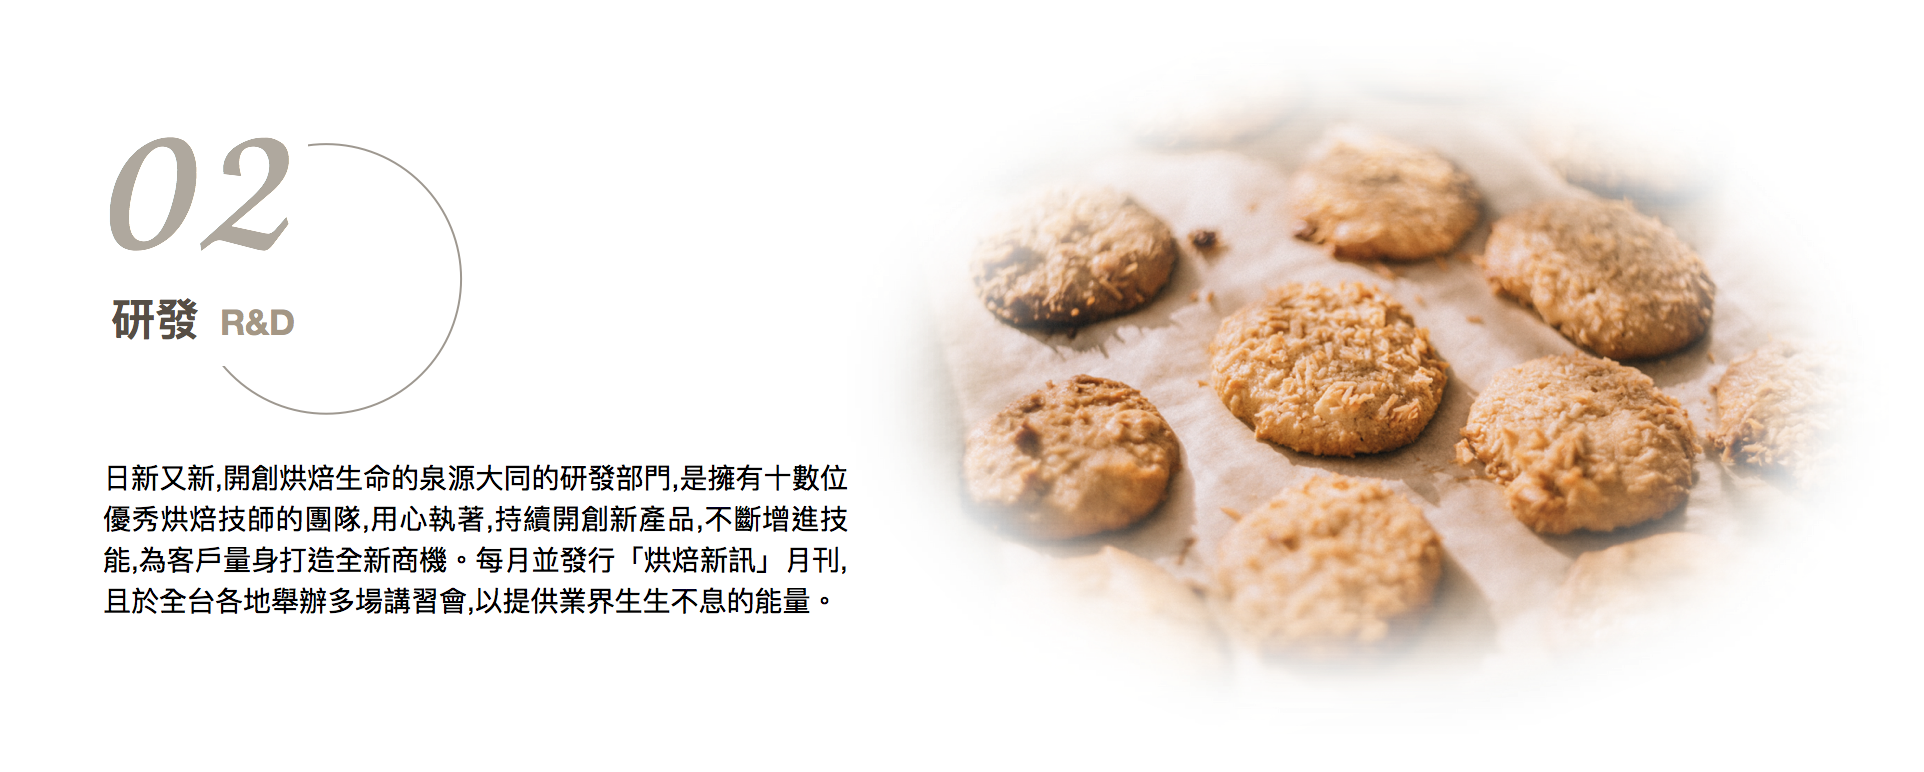 02
研發 R&D
日新又新,開創烘焙生命的泉源大同的研發部門,是擁有十數位
優秀烘焙技師的團隊,用心執著,持續開創新產品,不斷增進技
能,為客戶量身打造全新商機。每月並發行「烘焙新訊」月刊,
且於全台各地舉辦多場講習會,以提供業界生生不息的能量。